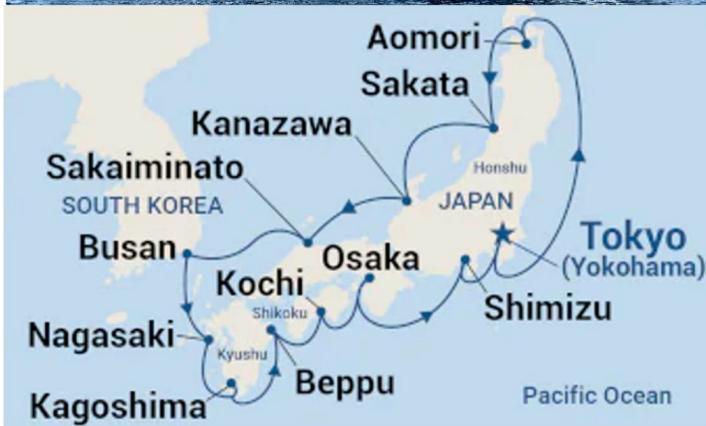 Aomori
Sakata
Kanazawa
Honshu
Sakaiminato
SOUTH KOREA
JAPAN
Busan
Osaka
Tokyo
(Yokohama)
Kochi
Shikoku
Shimizu
Nagasaki
Kyushu
Beppu
Kagoshima
Pacific Ocean